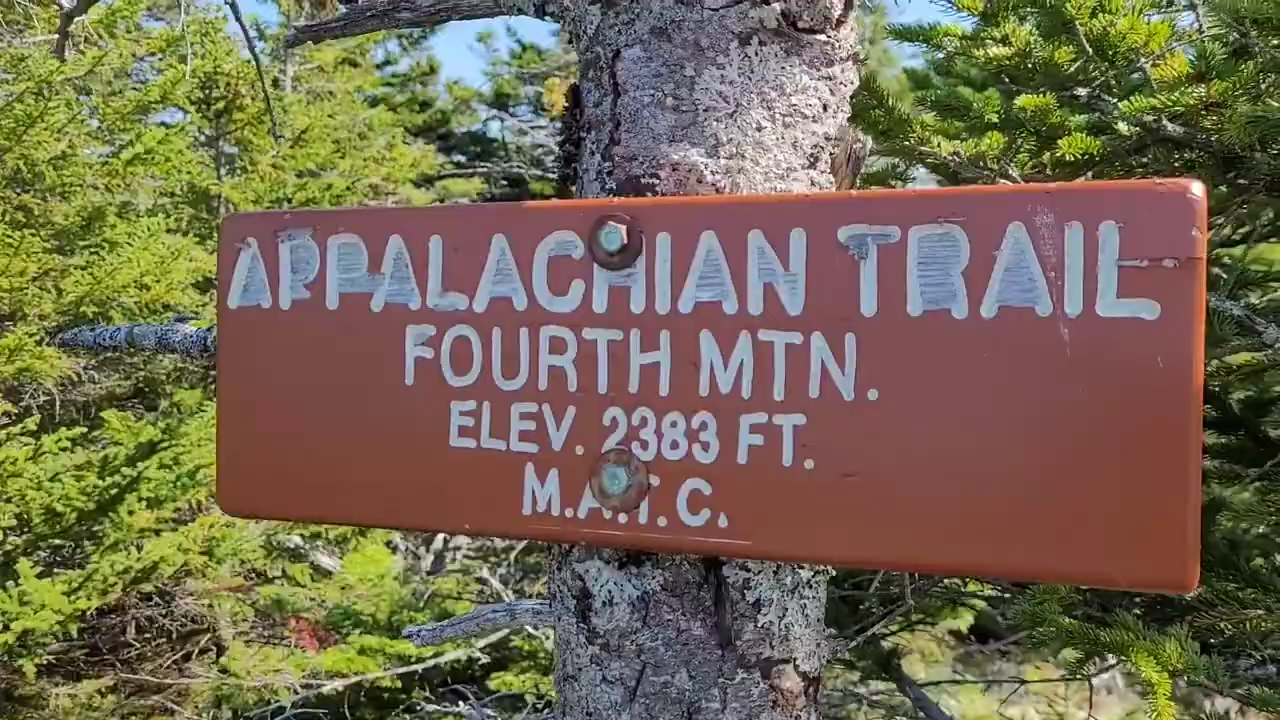 APPALACHIAN TRAIL
FOURTH MTN.
ELEV. 2383 FT.
M.A.T.C.